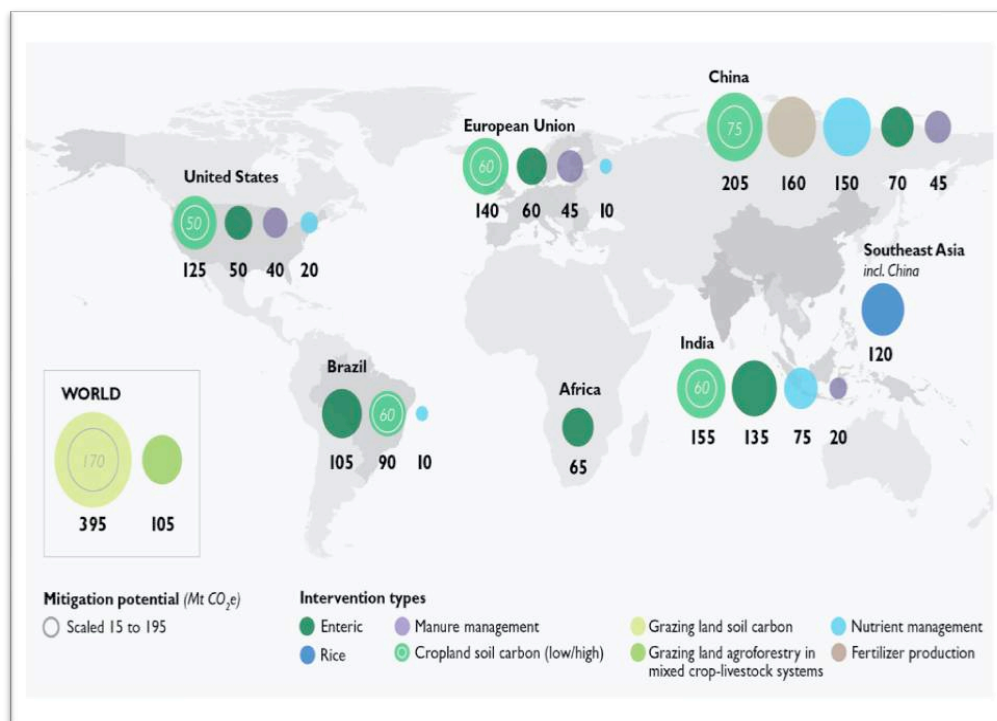 China
75
205 160 150 70 45
European Union
60
140 60 45 10
United States
50
125 50 40 20
Southeast Asia
incl. China
120
India
60
155 135 75 20
Brazil
60
105 90 10
Africa
65
WORLD
170
395 105
Mitigation potential (Mt CO₂e)
Scaled 15 to 195
Intervention types
Enteric
Rice
Manure management
Cropland soil carbon (low/high)
Grazing land soil carbon
Grazing land agroforestry in
mixed crop-livestock systems
Nutrient management
Fertilizer production